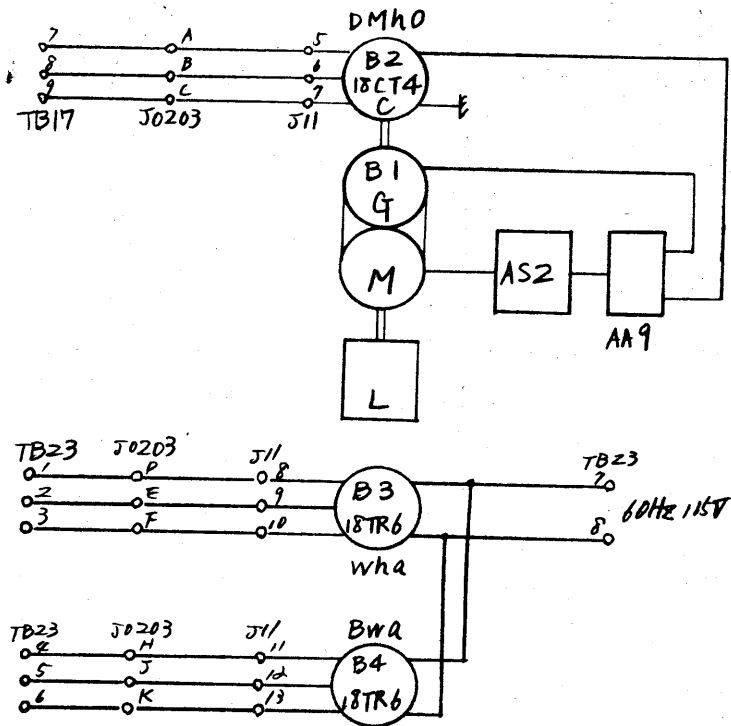 DMhO
7 A 5
8 B 6
9 C 7
TB17 J0203 J11
B2
18CT4
C
B1
G
M
AS2
AA9
L
TB23 J0203 J11 TB23
1 D 8 7
2 E 9
3 F 10 8
B3
18TR6
60Hz 115V
wha
Bwa
TB23 J0203 J11
4 H 11
5 J 12
6 K 13
B4
18TR6